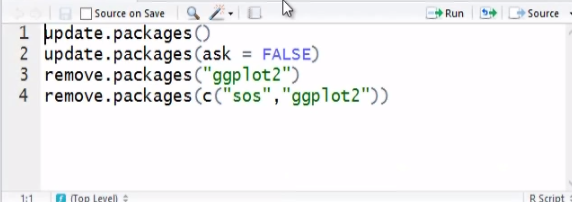 Source on Save
Run
Source
1 update.packages()
2 update.packages(ask = FALSE)
3 remove.packages("ggplot2")
4 remove.packages(c("sos","ggplot2"))
1:1
(Top Level)
R Script